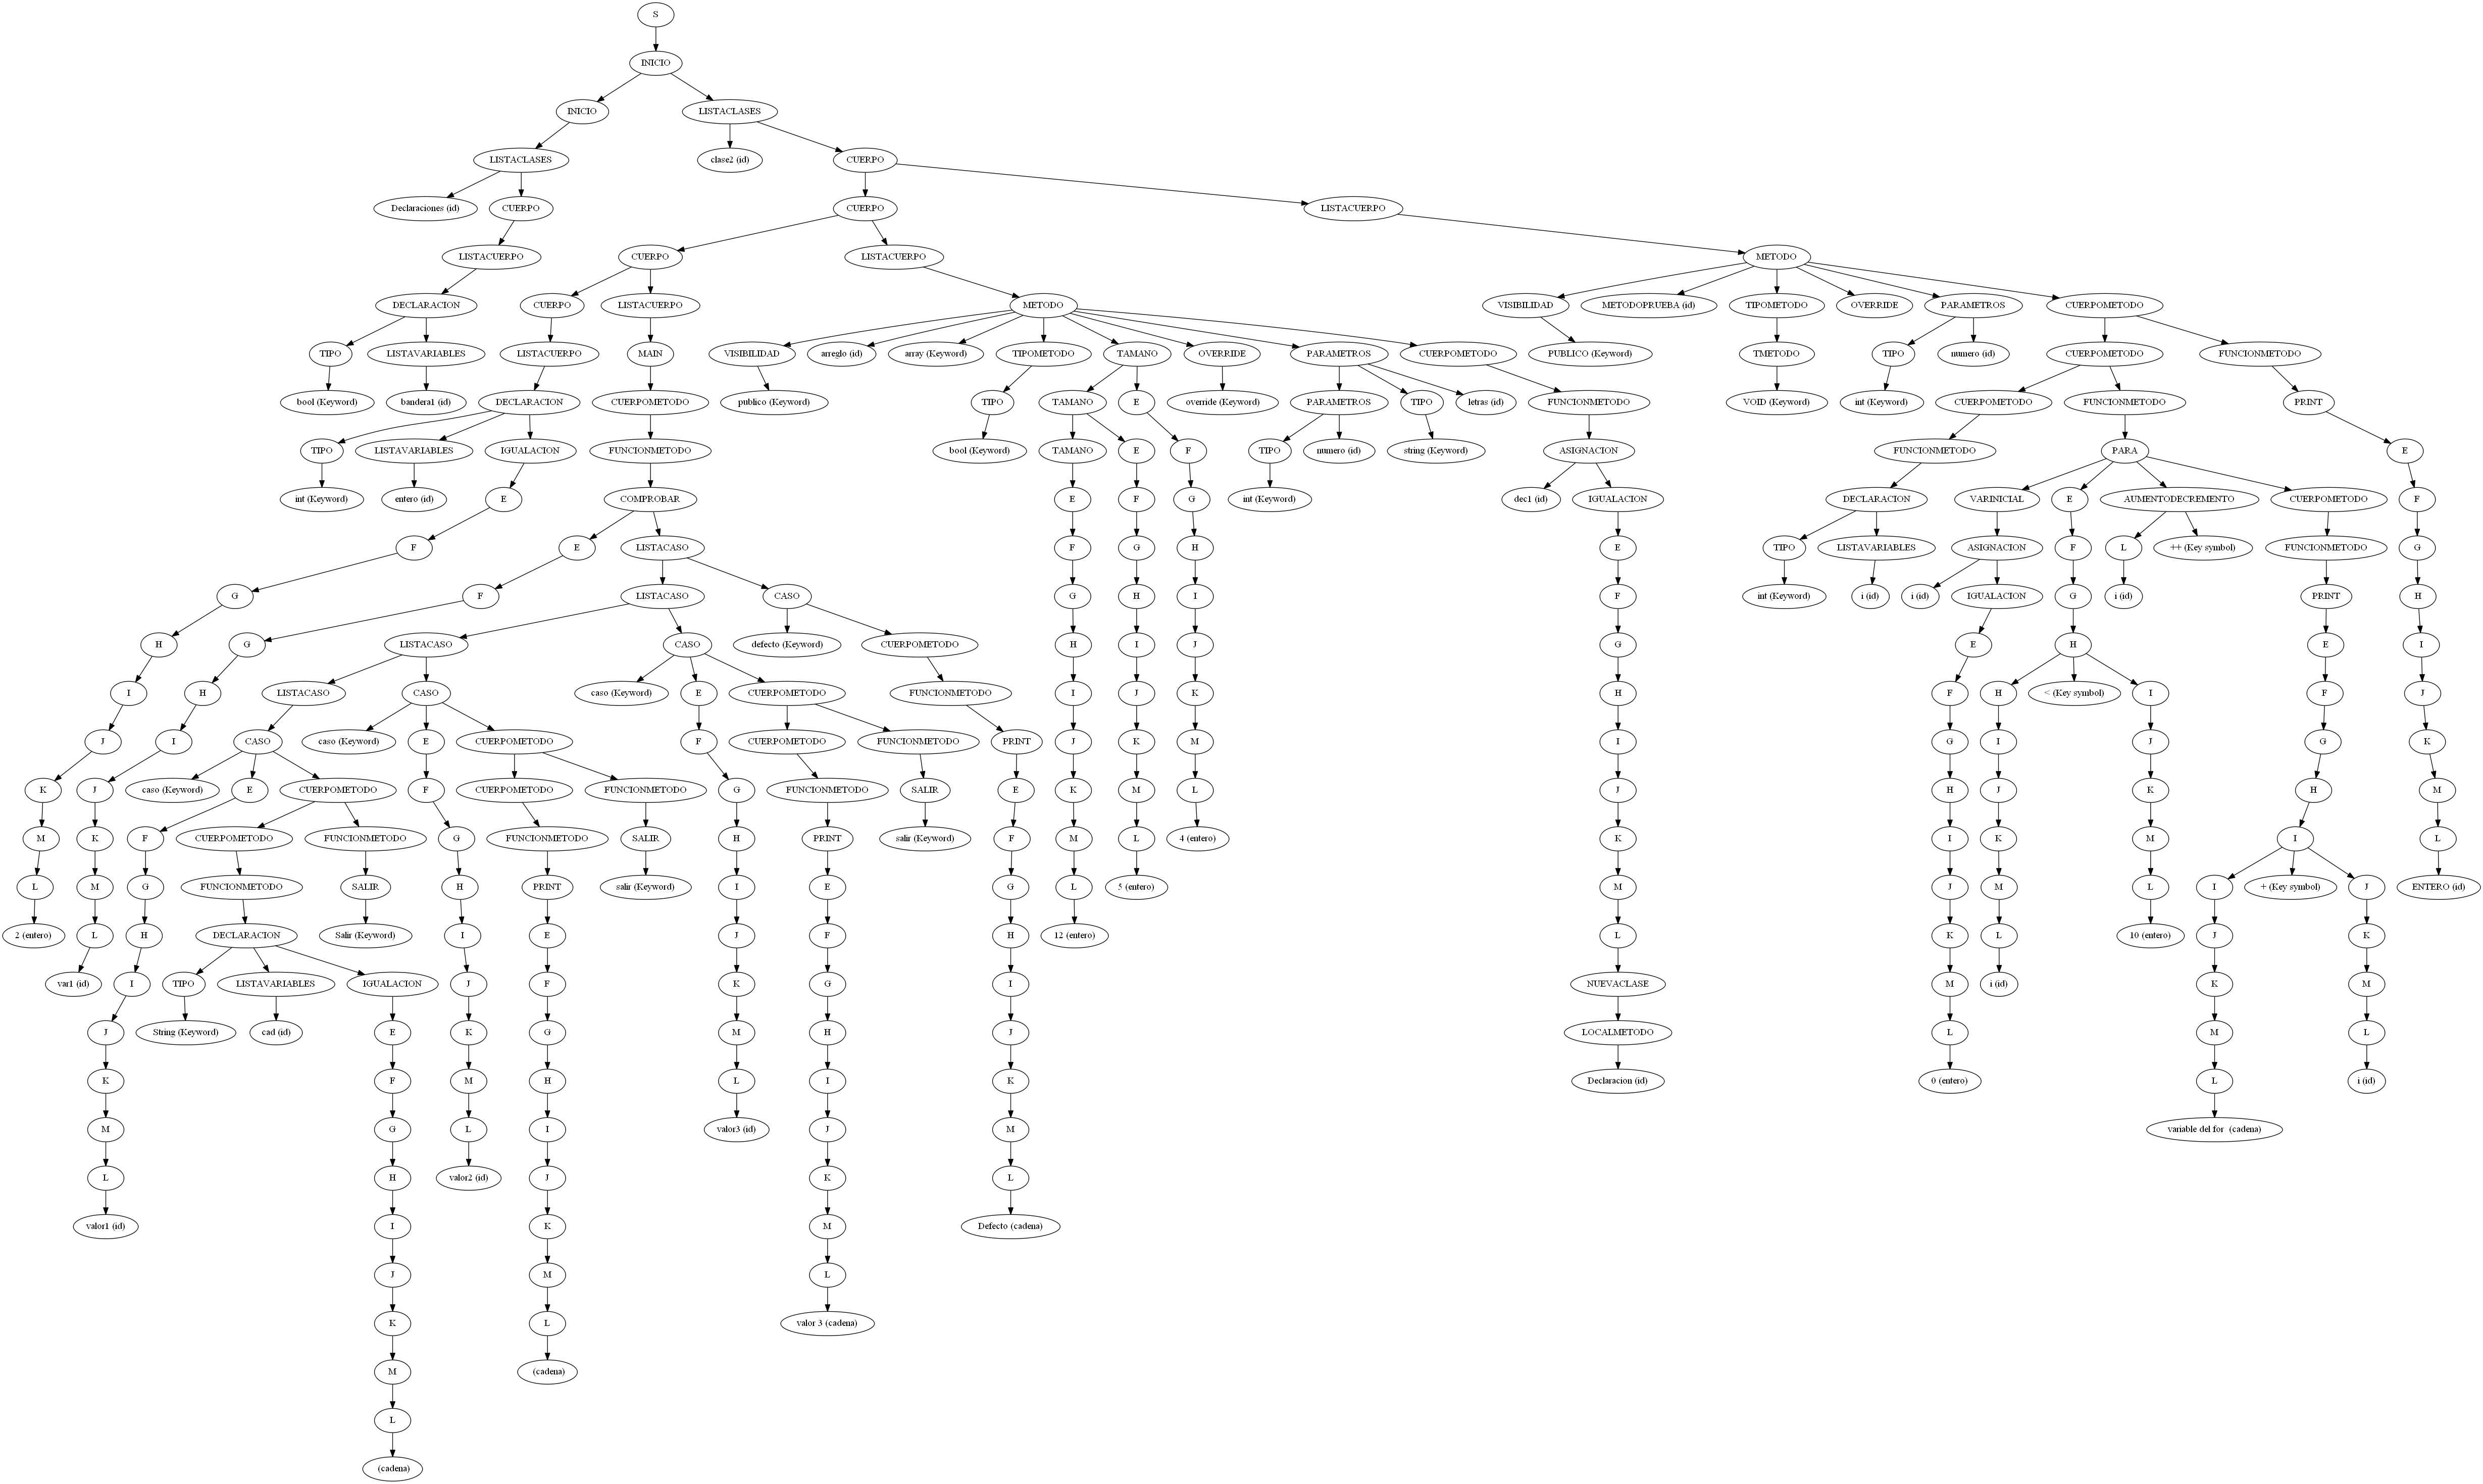 S
INICIO
INICIO LISTACLASES
LISTACLASES clase2 (id) CUERPO
Declaraciones (id) CUERPO CUERPO LISTACUERPO
LISTACUERPO CUERPO LISTACUERPO METODO
DECLARACION CUERPO LISTACUERPO METODO VISIBILIDAD METODOPRUEBA (id) TIPOMETODO OVERRIDE PARAMETROS CUERPOMETODO
TIPO LISTAVARIABLES LISTACUERPO MAIN VISIBILIDAD arreglo (id) array (Keyword) TIPOMETODO TAMANO OVERRIDE PARAMETROS CUERPOMETODO PUBLICO (Keyword) TMETODO TIPO numero (id) CUERPOMETODO FUNCIONMETODO
bool (Keyword) bandera1 (id) DECLARACION CUERPOMETODO publico (Keyword) TIPO TAMANO E override (Keyword) PARAMETROS TIPO letras (id) FUNCIONMETODO VOID (Keyword) int (Keyword) CUERPOMETODO FUNCIONMETODO PRINT
TIPO LISTAVARIABLES IGUALACION FUNCIONMETODO bool (Keyword) TAMANO E F TIPO numero (id) string (Keyword) ASIGNACION FUNCIONMETODO PARA E
int (Keyword) entero (id) E COMPROBAR E F G int (Keyword) dec1 (id) IGUALACION DECLARACION VARINICIAL E AUMENTODECREMENTO CUERPOMETODO F
F E LISTACASO F G H E TIPO LISTAVARIABLES ASIGNACION F L ++ (Key symbol) FUNCIONMETODO G
G F LISTACASO CASO G H I F int (Keyword) i (id) i (id) IGUALACION G i (id) PRINT H
H G LISTACASO CASO defecto (Keyword) CUERPOMETODO H I J G E H E I
I H LISTACASO CASO caso (Keyword) E CUERPOMETODO FUNCIONMETODO I J K H F H < (Key symbol) I F J
J I CASO caso (Keyword) E CUERPOMETODO F CUERPOMETODO FUNCIONMETODO PRINT J K M I G I J G K
K J caso (Keyword) E CUERPOMETODO F CUERPOMETODO FUNCIONMETODO G FUNCIONMETODO SALIR E K M L J H J K H M
M K F CUERPOMETODO FUNCIONMETODO G FUNCIONMETODO SALIR H PRINT salir (Keyword) F M L 4 (entero) K I K M I L
L M G FUNCIONMETODO SALIR H PRINT salir (Keyword) I E G L 5 (entero) M J M L I + (Key symbol) J ENTERO (id)
2 (entero) L H DECLARACION Salir (Keyword) I E J F H 12 (entero) L K L 10 (entero) J K
var1 (id) I TIPO LISTAVARIABLES IGUALACION J F K G I NUEVACLASE M i (id) K M
J String (Keyword) cad (id) E K G M H J LOCALMETODO L M L
K F M H L I K Declaracion (id) 0 (entero) L i (id)
M G L I valor3 (id) J M variable del for (cadena)
L H valor2 (id) J K L
valor1 (id) I K M Defecto (cadena)
J M L
K L valor 3 (cadena)
M (cadena)
L
(cadena)